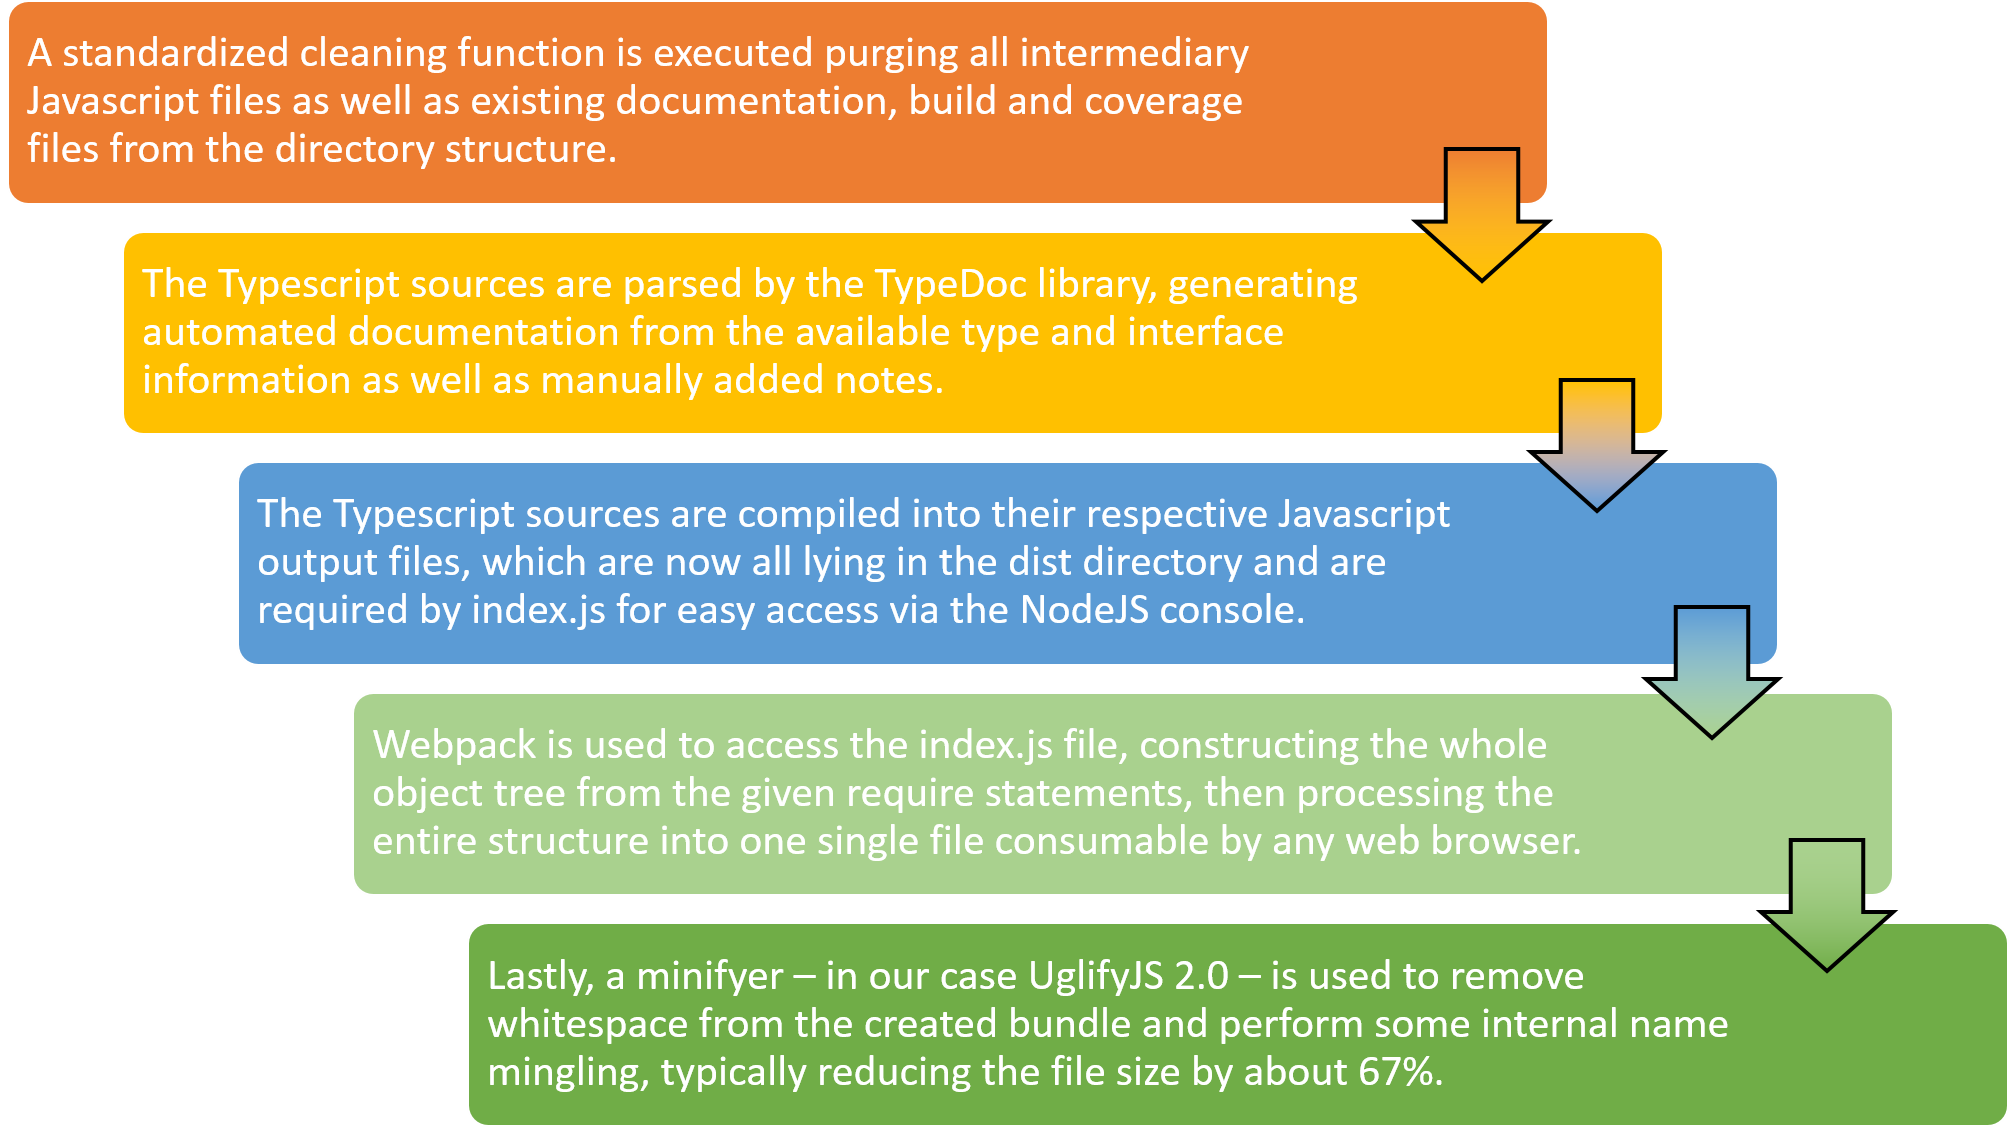 A standardized cleaning function is executed purging all intermediary
Javascript files as well as existing documentation, build and coverage
files from the directory structure.
The Typescript sources are parsed by the TypeDoc library, generating
automated documentation from the available type and interface
information as well as manually added notes.
The Typescript sources are compiled into their respective Javascript
output files, which are now all lying in the dist directory and are
required by index.js for easy access via the NodeJS console.
Webpack is used to access the index.js file, constructing the whole
object tree from the given require statements, then processing the
entire structure into one single file consumable by any web browser.
Lastly, a minifyer – in our case UglifyJS 2.0 – is used to remove
whitespace from the created bundle and perform some internal name
mingling, typically reducing the file size by about 67%.